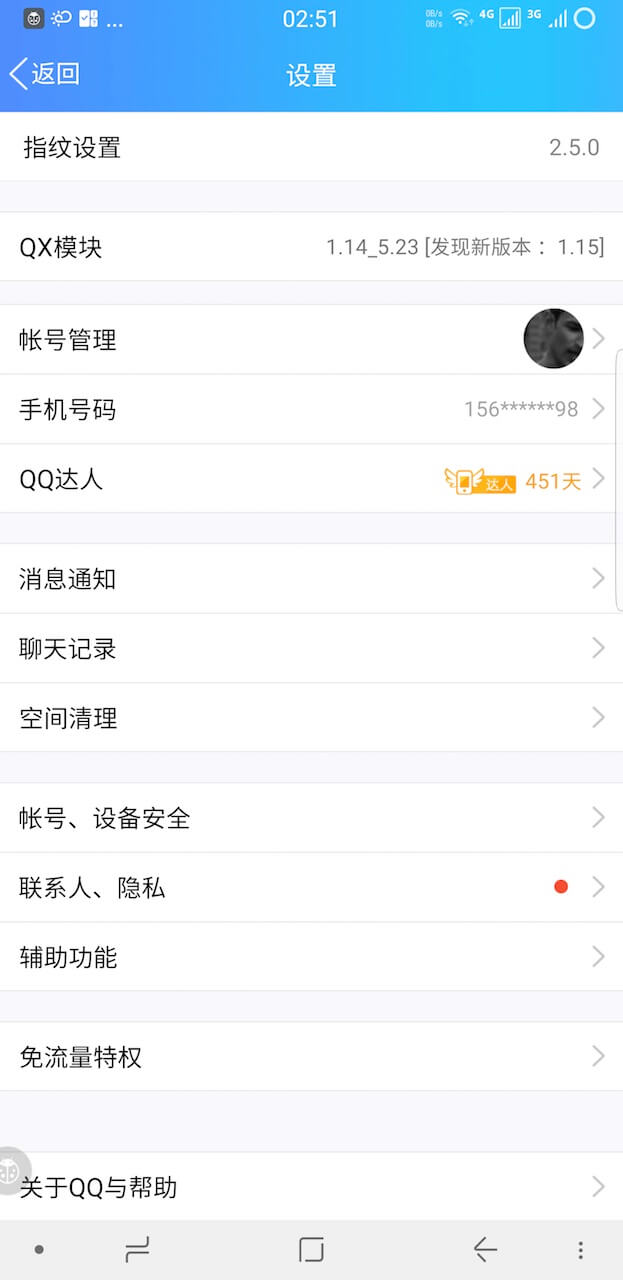 ... 02:51 0B/s 4G 3G
0B/s
返回 设置
指纹设置 2.5.0
QX模块 1.14_5.23 [发现新版本： 1.15]
帐号管理
手机号码 156******98
QQ达人 达人 451天
消息通知
聊天记录
空间清理
帐号、设备安全
联系人、隐私
辅助功能
免流量特权
关于QQ与帮助